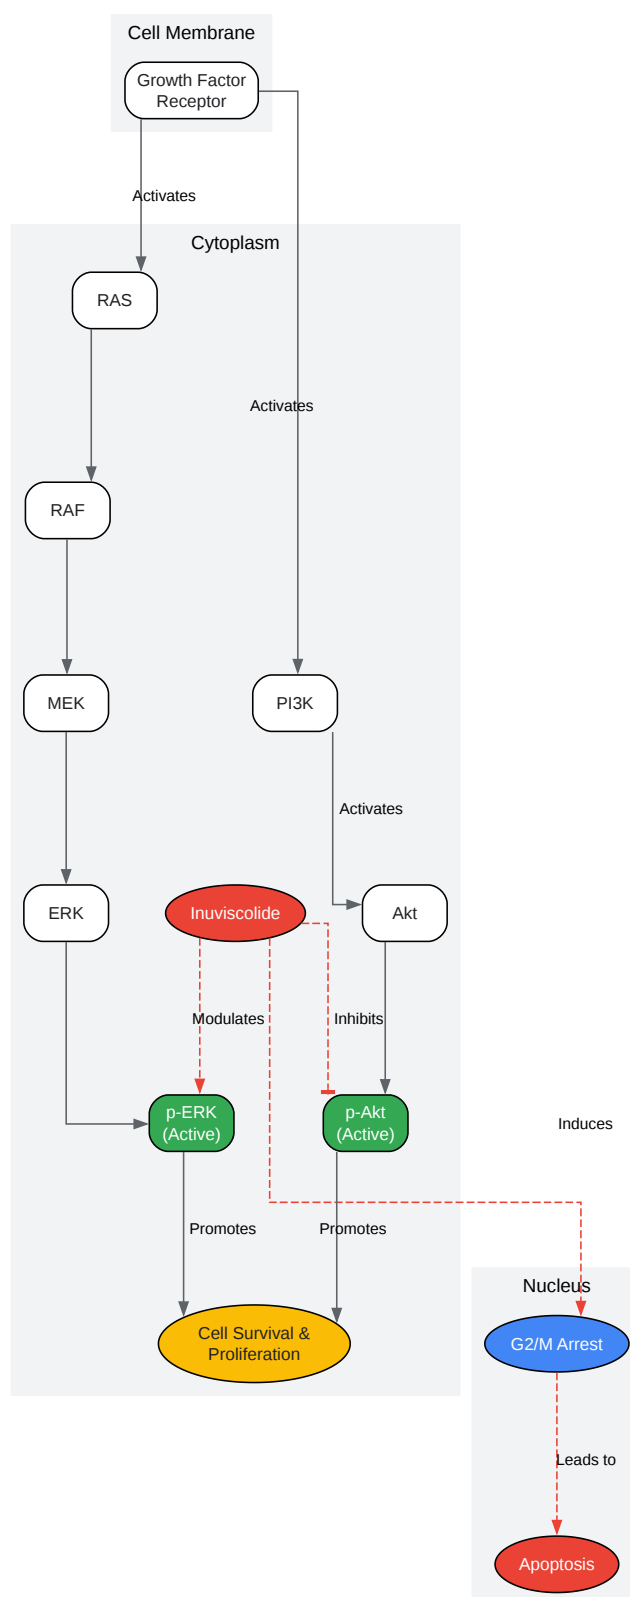 Cell Membrane
Growth Factor
Receptor
Activates
Cytoplasm
RAS
Activates
RAF
MEK
PI3K
Activates
ERK
Inuviscolide
Akt
Modulates
Inhibits
p-ERK
(Active)
p-Akt
(Active)
Induces
Promotes
Promotes
Nucleus
Cell Survival &
Proliferation
G2/M Arrest
Leads to
Apoptosis